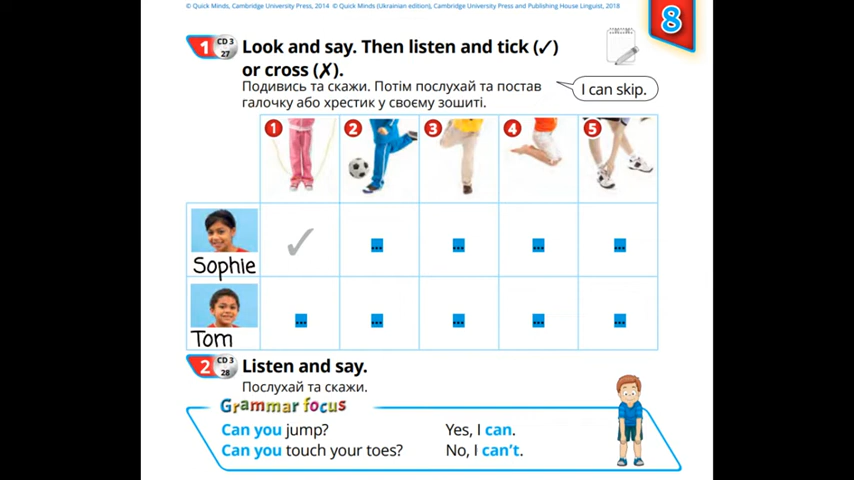 © Quick Minds, Cambridge University Press, 2014 © Quick Minds (Ukrainian edition), Cambridge University Press and Publishing House Linguist, 2018
8
1 CD 3 27 Look and say. Then listen and tick (✓)
or cross (✗).
Подивись та скажи. Потім послухай та постав
галочку або хрестик у своєму зошиті.
I can skip.
1 2 3 4 5
✓ ... ... ... ...
Sophie
... ... ... ... ...
Tom
2 CD 3 28 Listen and say.
Послухай та скажи.
Grammar focus
Can you jump? Yes, I can.
Can you touch your toes? No, I can't.